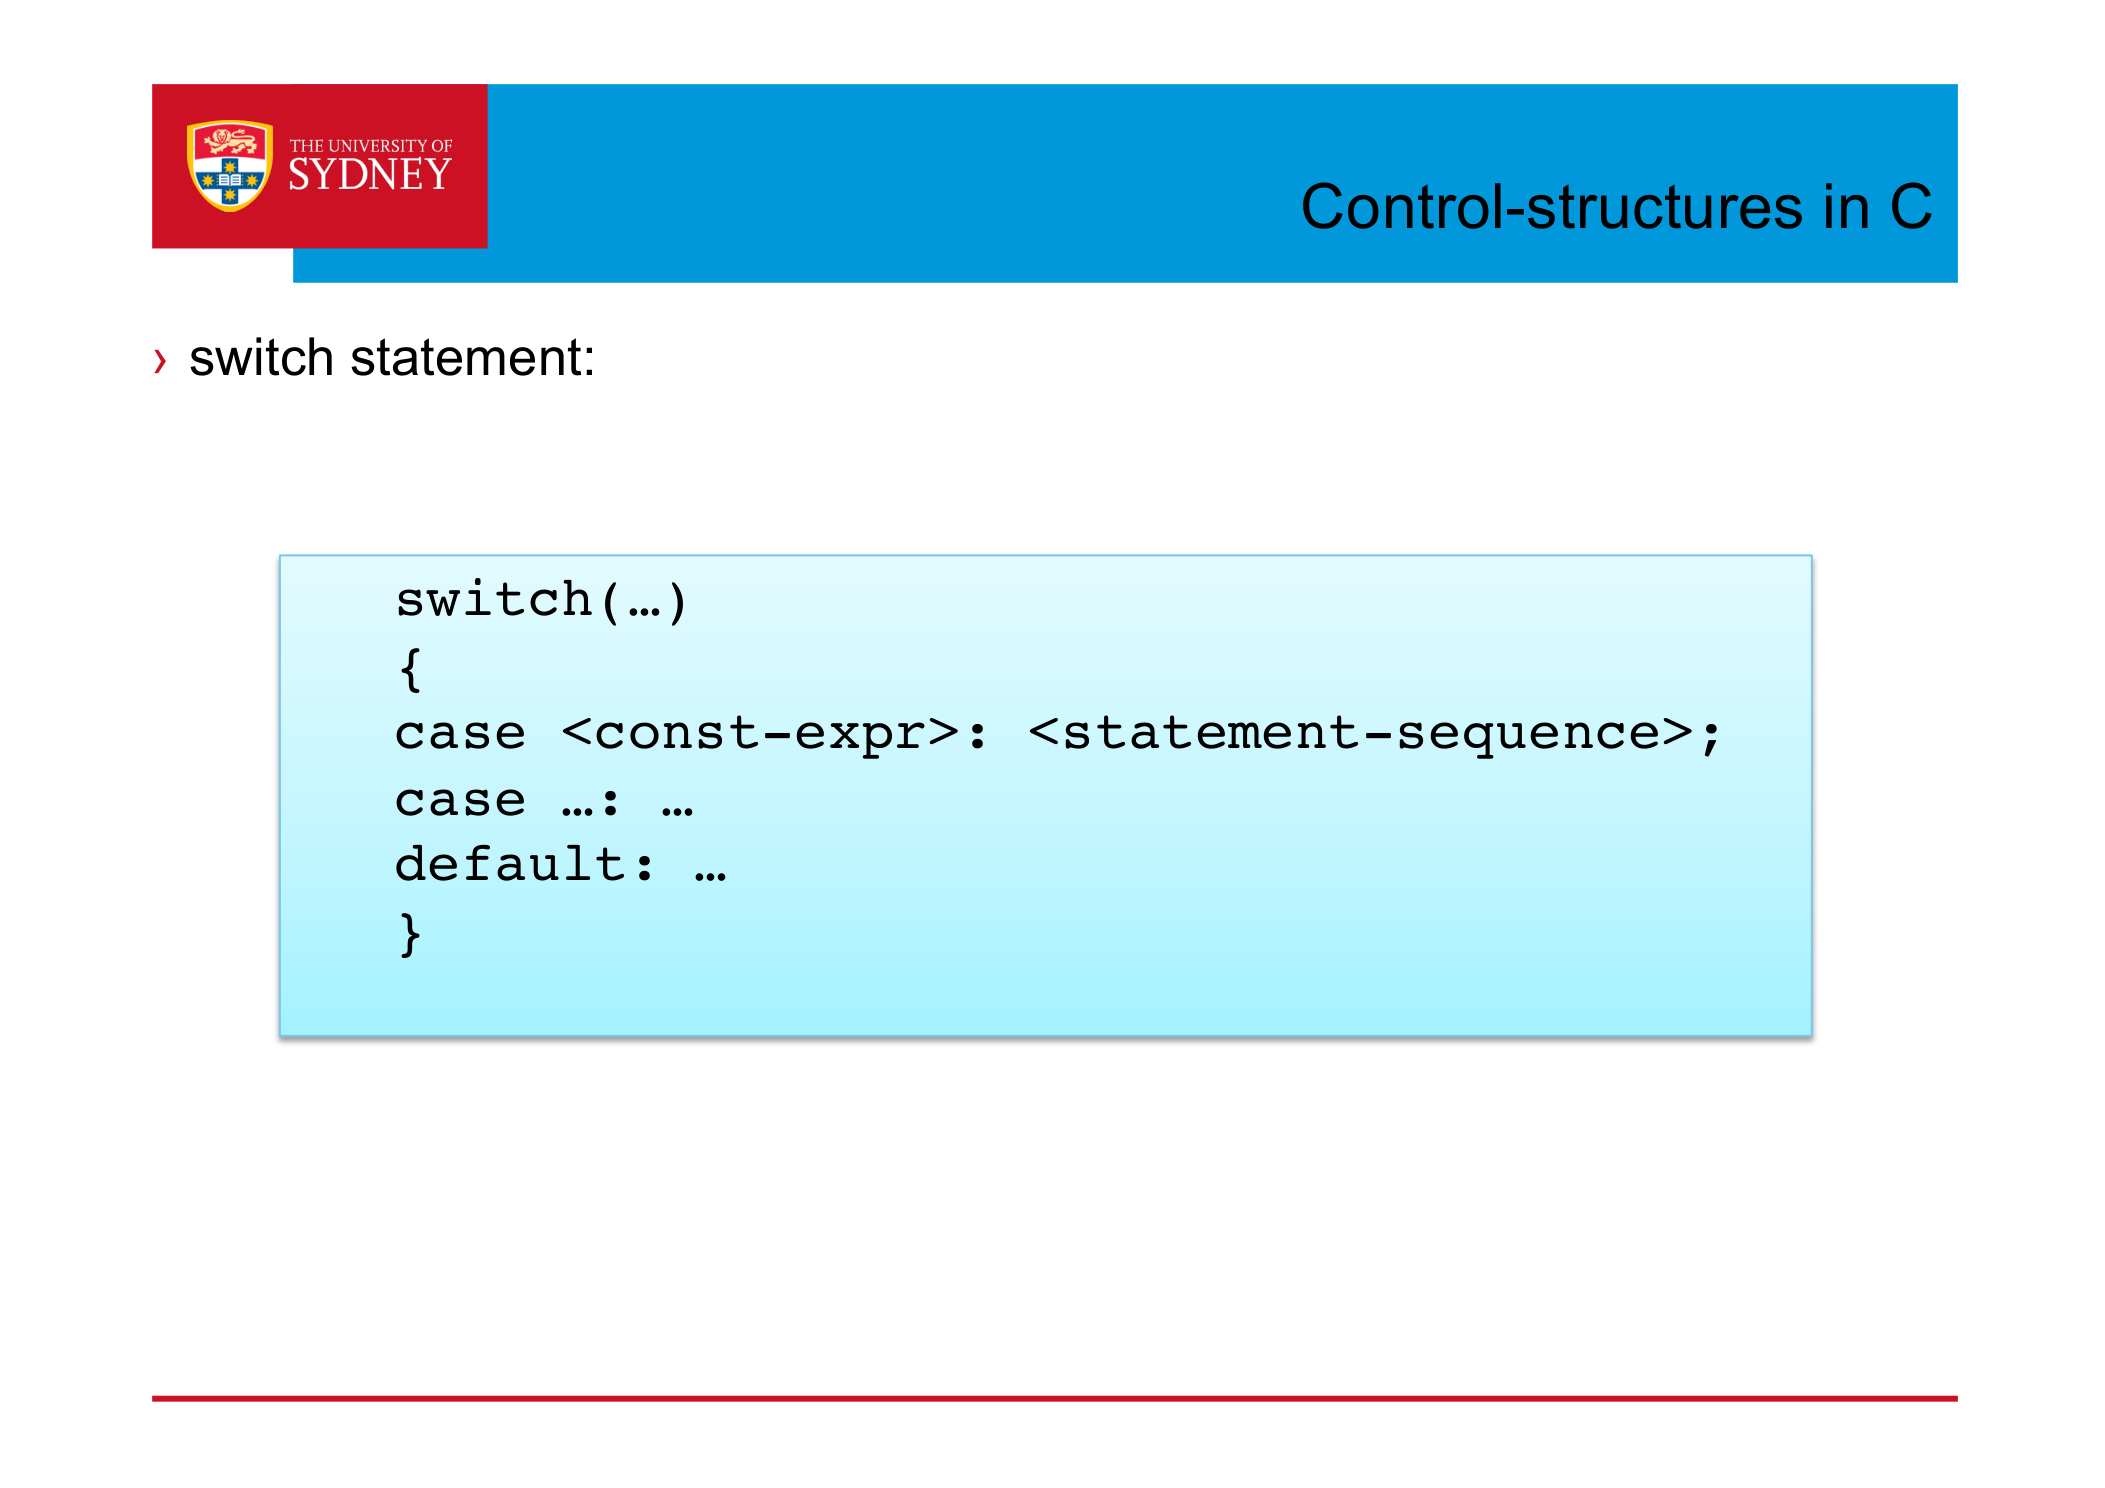 THE UNIVERSITY OF
SYDNEY
Control-structures in C
› switch statement:
switch(…)
{
case <const-expr>: <statement-sequence>;
case …: …
default: …
}